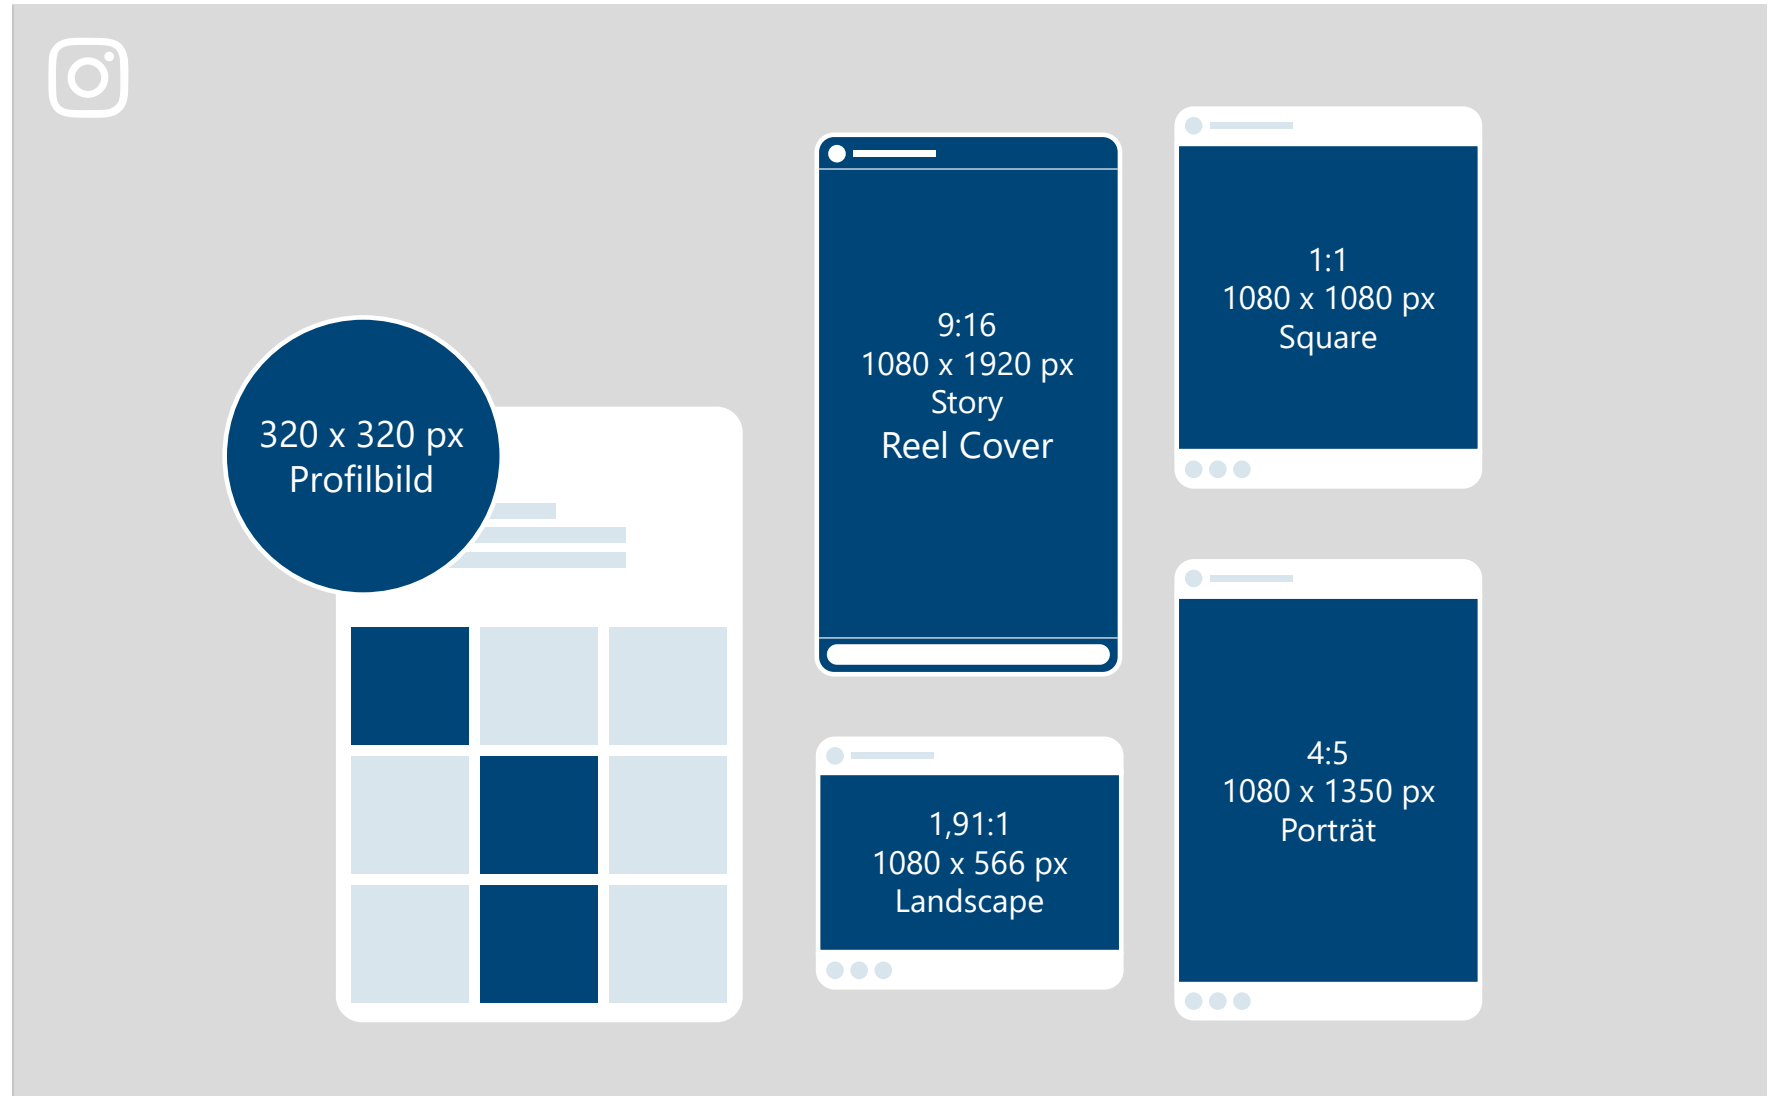 320 x 320 px
Profilbild
9:16
1080 x 1920 px
Story
Reel Cover
1,91:1
1080 x 566 px
Landscape
1:1
1080 x 1080 px
Square
4:5
1080 x 1350 px
Porträt